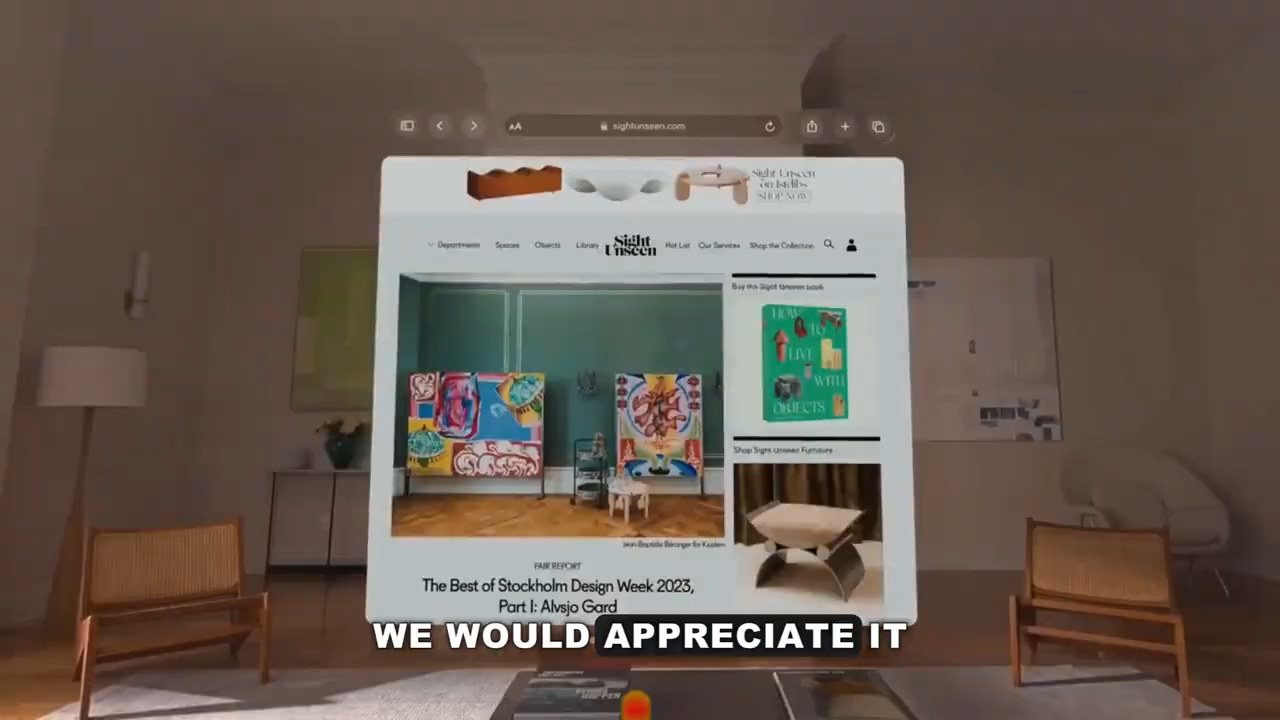 AA
sightunseen.com
Sight Unseen
on 1stdibs
SHOP NOW
Departments Spaces Objects Library Sight Unseen Hot List Our Services Shop the Collection
Buy the Sight Unseen book
HOW
TO
LIVE
WITH
OBJECTS
Shop Sight Unseen Furniture
FAIR REPORT
The Best of Stockholm Design Week 2023,
Part I: Alvsjo Gard
WE WOULD APPRECIATE IT